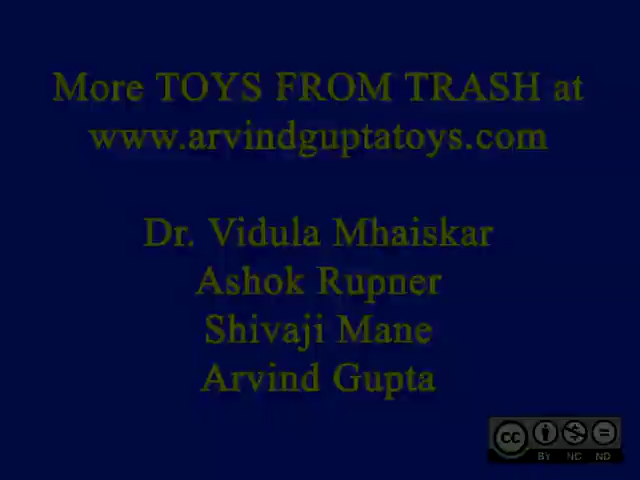 More TOYS FROM TRASH at
www.arvindguptatoys.com
Dr. Vidula Mhaiskar
Ashok Rupner
Shivaji Mane
Arvind Gupta
cc
BY NC ND